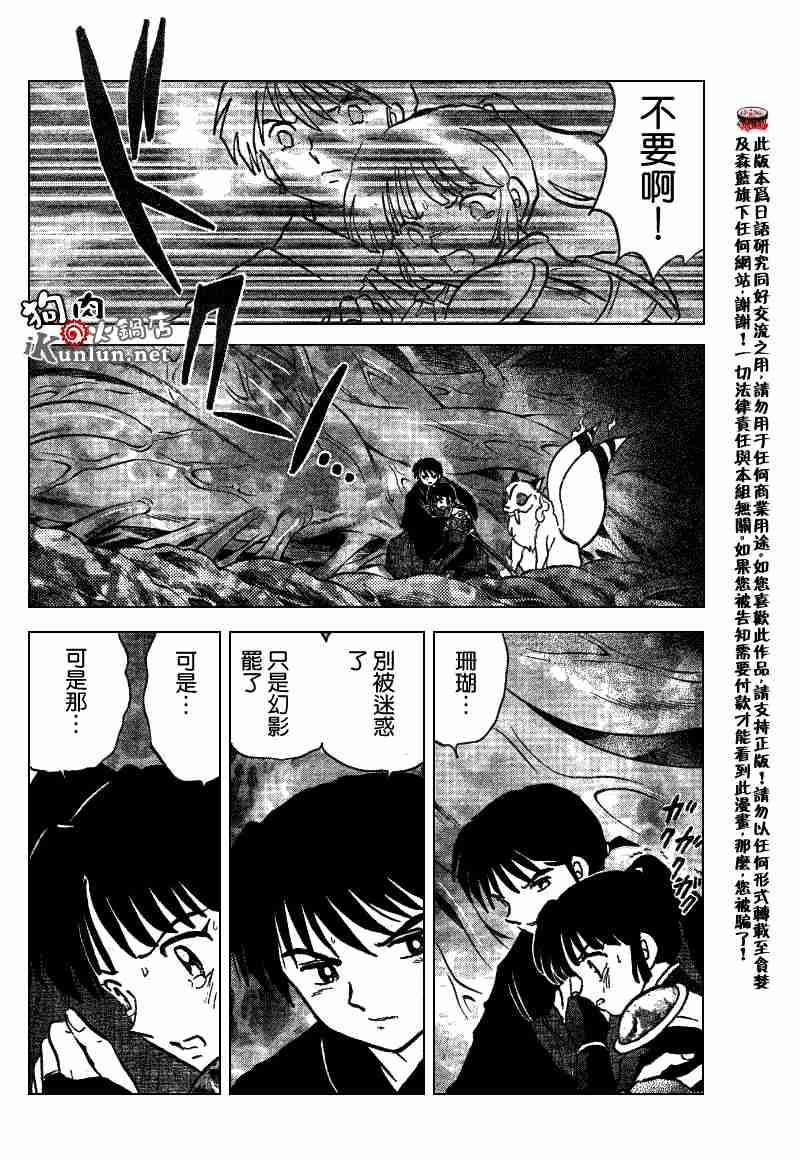 不要啊！
狗肉火鍋店
iKunlun.net
珊瑚…
ガク
ガク
別被迷惑
了
只是幻影
罷了
可是…
可是那…
此版本爲日語研究同好交流之用，請勿用于任何商業用途。如您喜歡此作品，請支持正版！請勿以任何形式轉載至貪婪
及森藍旗下任何網站，謝謝！一切法律責任與本組無關。如果您被告知需要付款才能看到此漫畫，那麼，您被騙了！